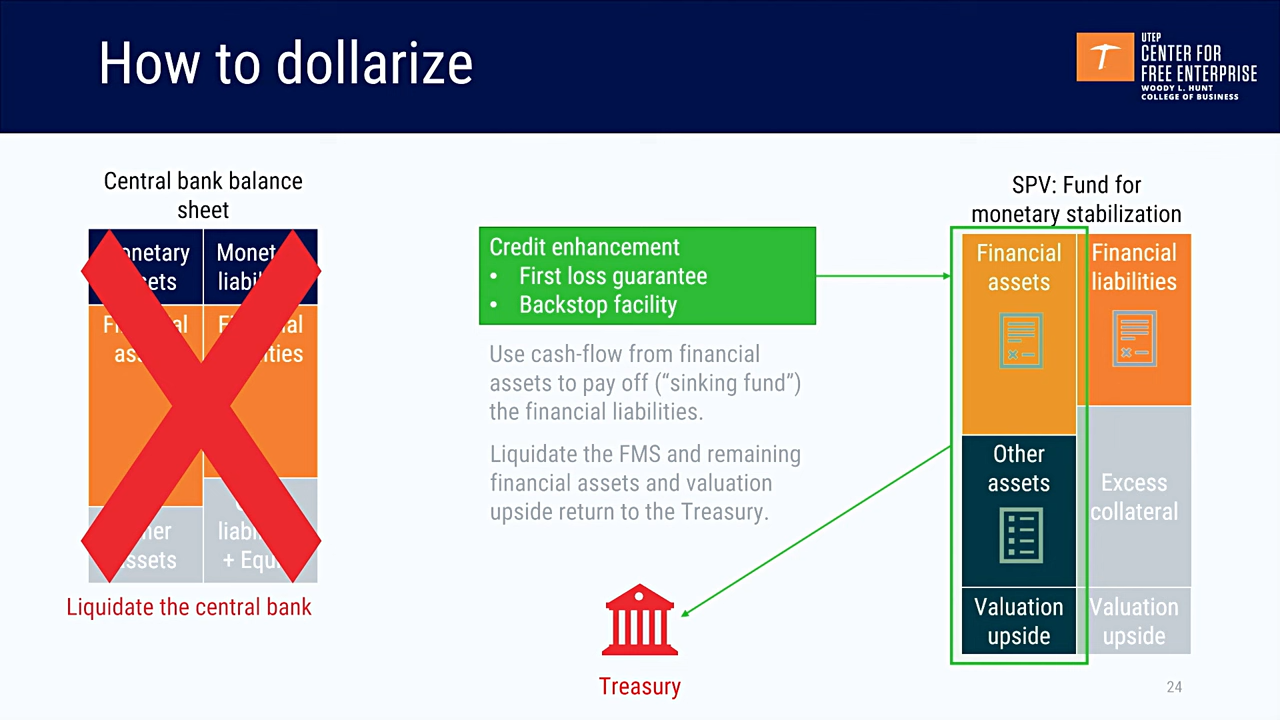 How to dollarize
UTEP
CENTER FOR
FREE ENTERPRISE
WOODY L. HUNT
COLLEGE OF BUSINESS
Central bank balance
sheet
Liquidate the central bank
Credit enhancement
• First loss guarantee
• Backstop facility
Use cash-flow from financial
assets to pay off (“sinking fund”)
the financial liabilities.
Liquidate the FMS and remaining
financial assets and valuation
upside return to the Treasury.
Treasury
SPV: Fund for
monetary stabilization
Financial
assets
Financial
liabilities
Other
assets
Excess
collateral
Valuation
upside
Valuation
upside
24